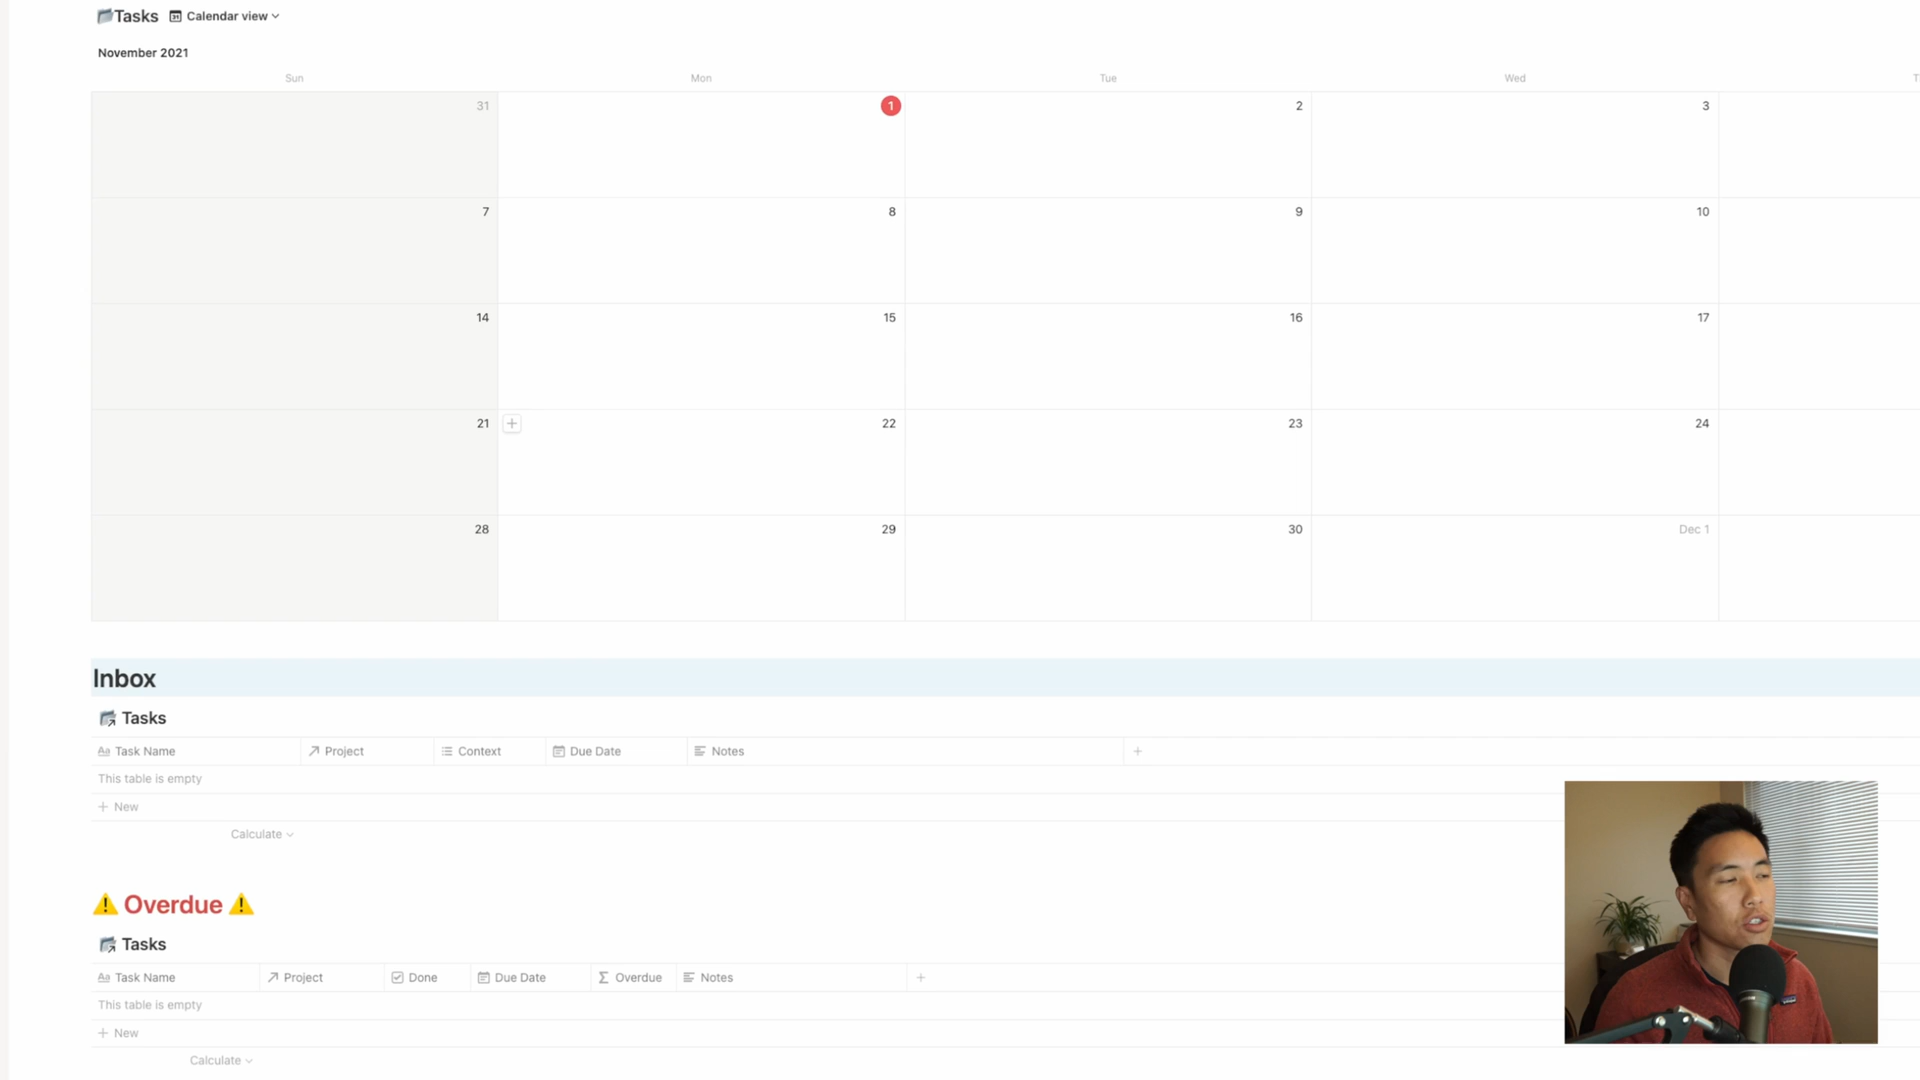 Tasks Calendar view
November 2021
Sun Mon Tue Wed T
31 1 2 3
7 8 9 10
14 15 16 17
21 22 23 24
28 29 30 Dec 1
Inbox
Tasks
Aa Task Name Project Context Due Date Notes
This table is empty
+ New
Calculate
Overdue
Tasks
Aa Task Name Project Done Due Date Σ Overdue Notes
This table is empty
+ New
Calculate